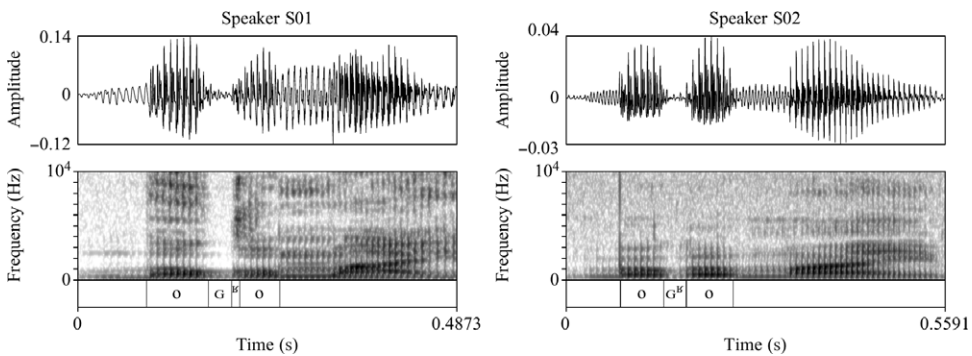 Speaker S01
0.14
Amplitude
0
−0.12
10⁴
Frequency (Hz)
0
o ɢ ʶ o
0 0.4873
Time (s)
Speaker S02
0.04
Amplitude
0
−0.03
10⁴
Frequency (Hz)
0
o ɢʶ o
0 0.5591
Time (s)